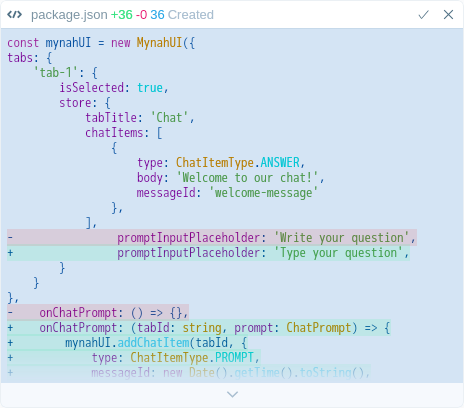 package.json +36 -0 36 Created
const mynahUI = new MynahUI({
tabs: {
    'tab-1': {
        isSelected: true,
        store: {
            tabTitle: 'Chat',
            chatItems: [
                {
                    type: ChatItemType.ANSWER,
                    body: 'Welcome to our chat!',
                    messageId: 'welcome-message'
                },
            ],
-                promptInputPlaceholder: 'Write your question',
+                promptInputPlaceholder: 'Type your question',
        }
    }
},
-    onChatPrompt: () => {},
+    onChatPrompt: (tabId: string, prompt: ChatPrompt) => {
+        mynahUI.addChatItem(tabId, {
+            type: ChatItemType.PROMPT,
+            messageId: new Date().getTime().toString(),